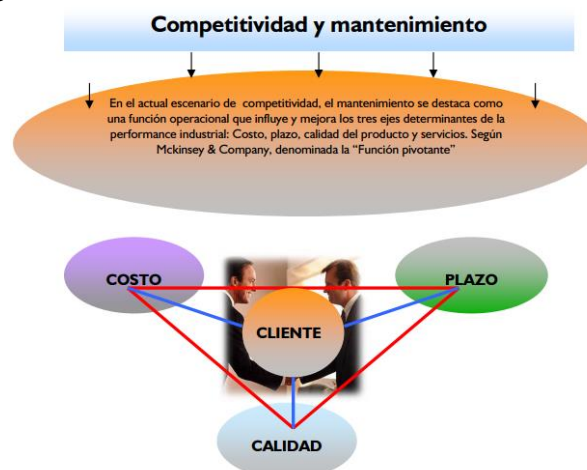 Competitividad y mantenimiento
En el actual escenario de competitividad, el mantenimiento se destaca como
una función operacional que influye y mejora los tres ejes determinantes de la
performance industrial: Costo, plazo, calidad del producto y servicios. Según
Mckinsey & Company, denominada la “Función pivotante”
COSTO
PLAZO
CLIENTE
CALIDAD